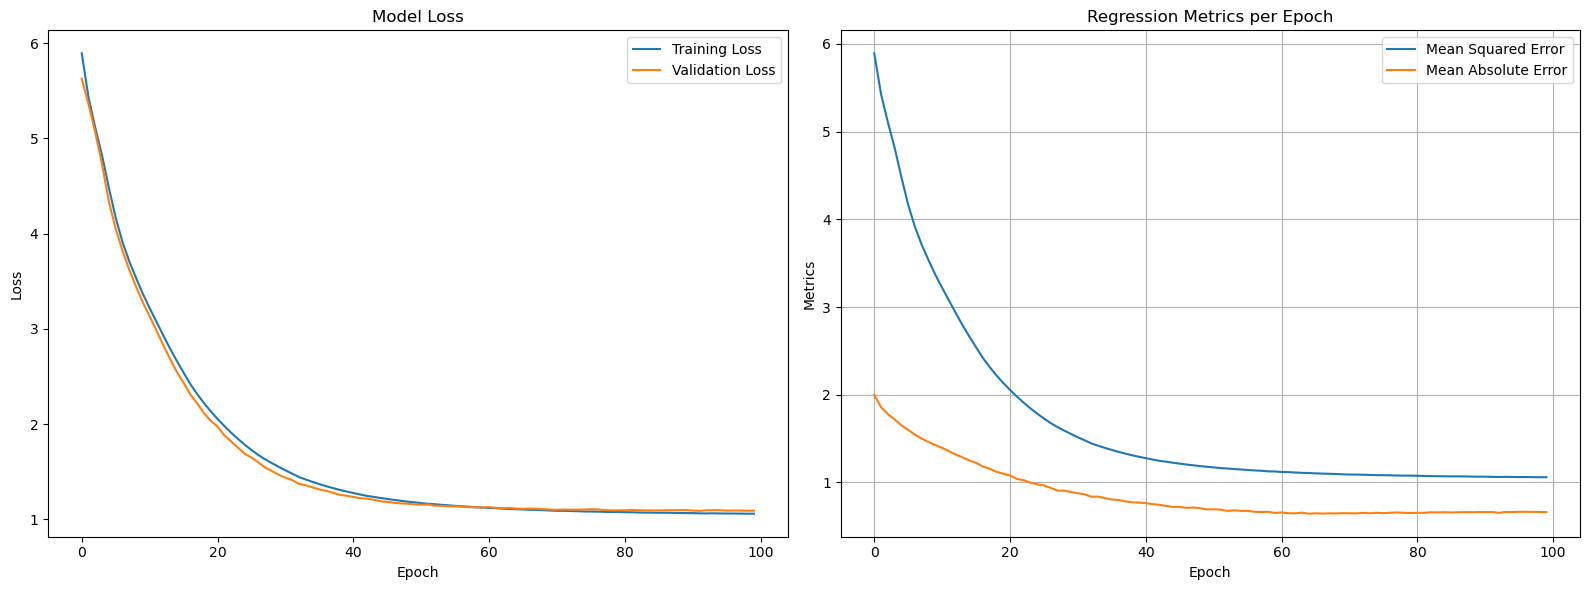 Model Loss
6
5
4
3
2
1
Loss
Training Loss
Validation Loss
0 20 40 60 80 100
Epoch
Regression Metrics per Epoch
6
5
4
3
2
1
Metrics
Mean Squared Error
Mean Absolute Error
0 20 40 60 80 100
Epoch